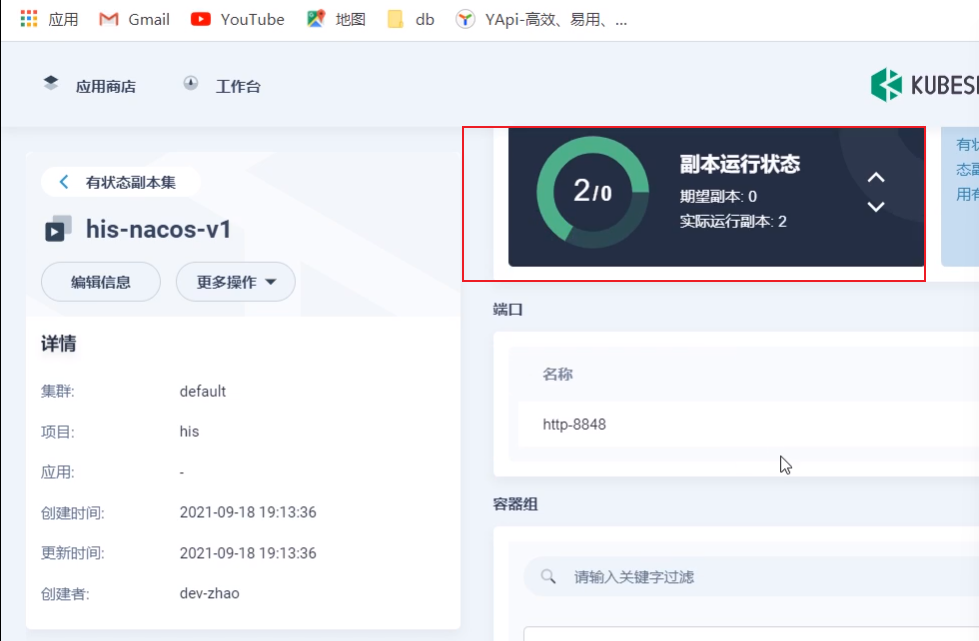 应用
Gmail
YouTube
地图
db
YApi-高效、易用、...
应用商店
工作台
KUBES
有状态副本集
his-nacos-v1
编辑信息
更多操作
详情
集群:
default
项目:
his
应用:
-
创建时间:
2021-09-18 19:13:36
更新时间:
2021-09-18 19:13:36
创建者:
dev-zhao
2/0
副本运行状态
期望副本: 0
实际运行副本: 2
有状
态副
用有
端口
名称
http-8848
容器组
请输入关键字过滤